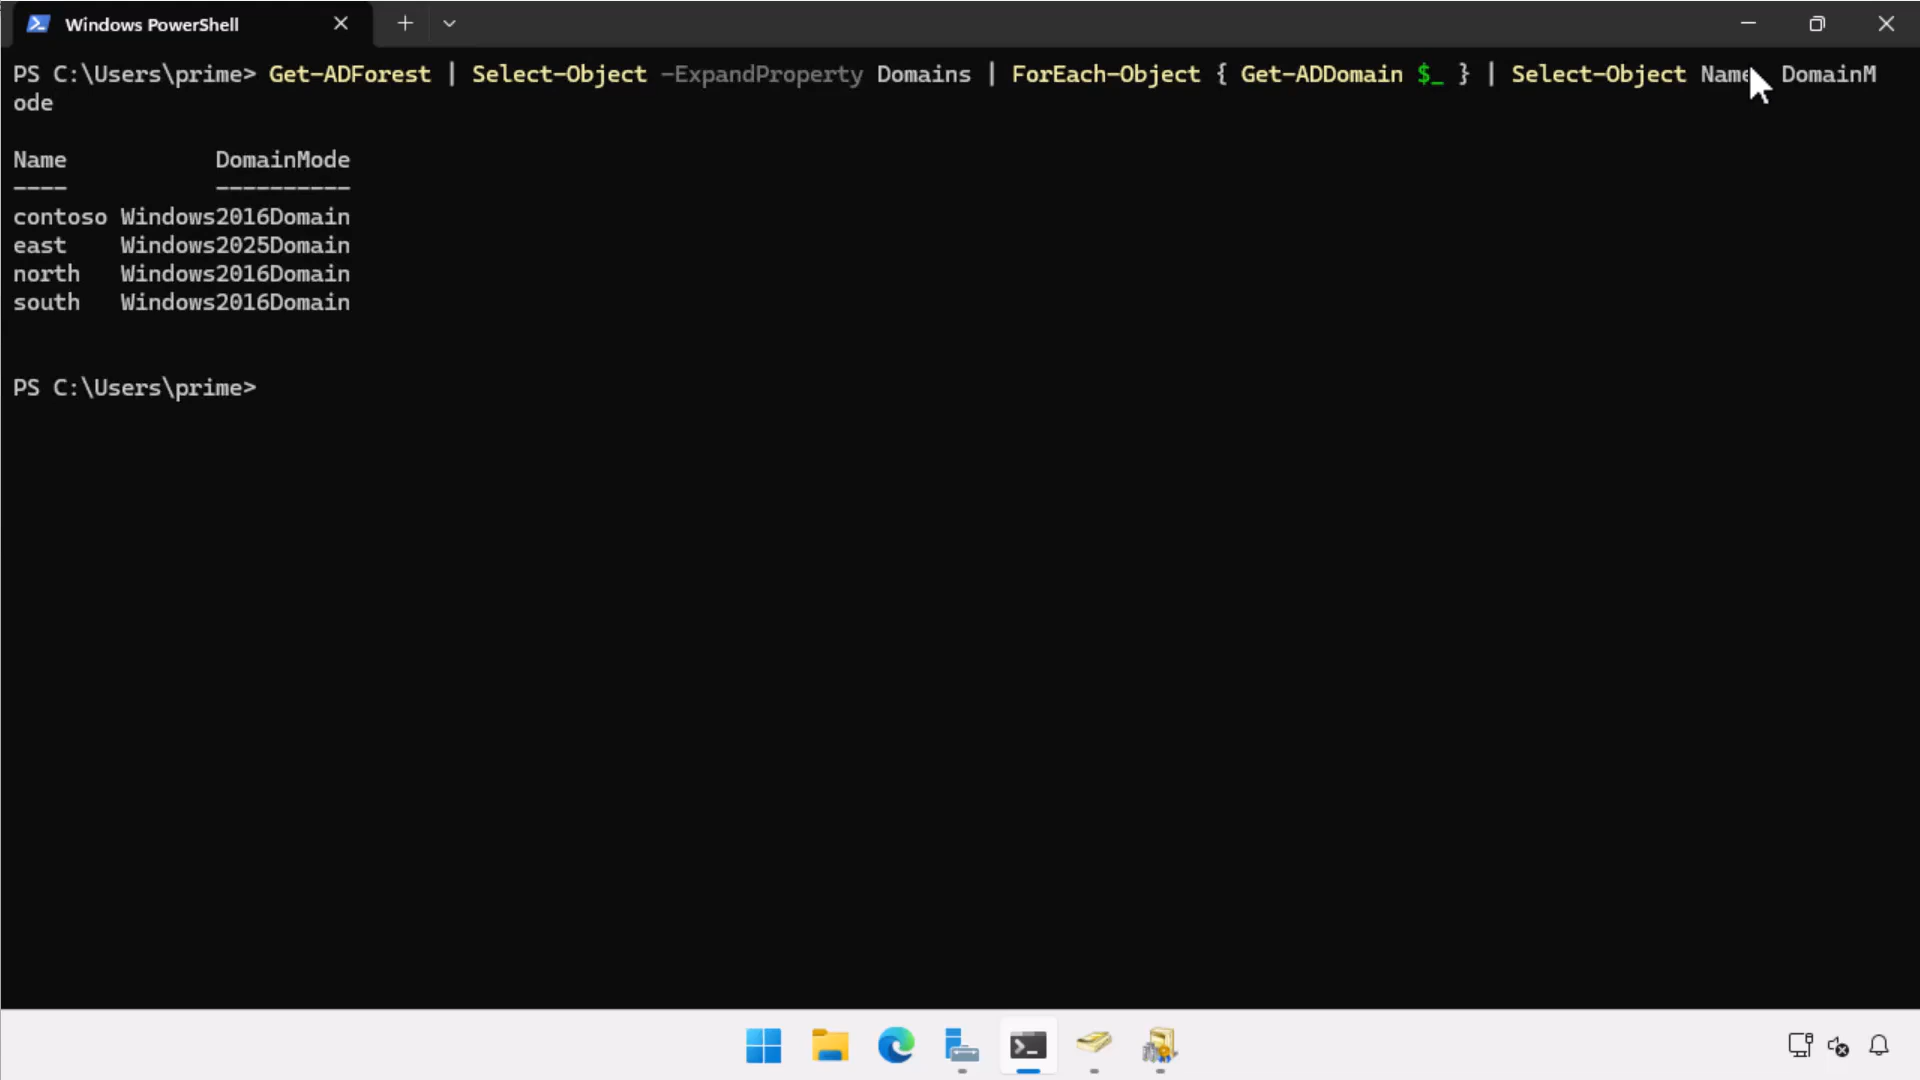 Windows PowerShell
PS C:\Users\prime> Get-ADForest | Select-Object -ExpandProperty Domains | ForEach-Object { Get-ADDomain $_ } | Select-Object Name, DomainM
ode
Name DomainMode
---- ----------
contoso Windows2016Domain
east Windows2025Domain
north Windows2016Domain
south Windows2016Domain
PS C:\Users\prime>